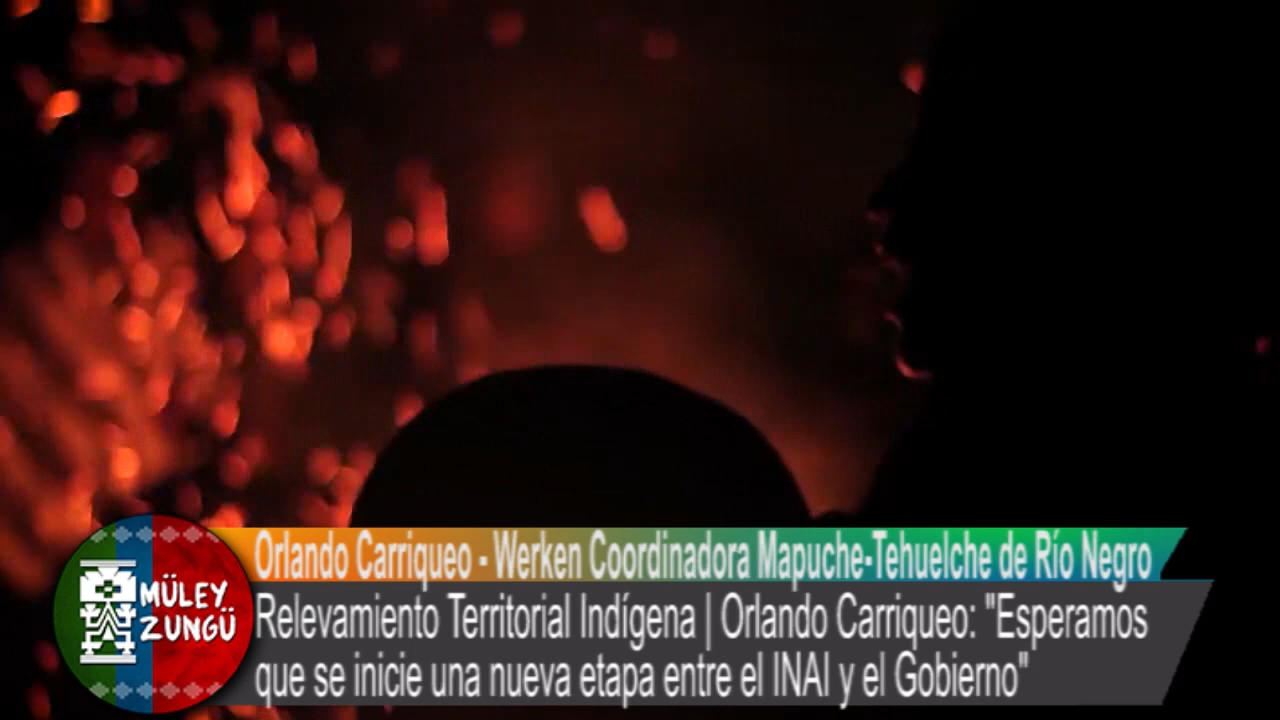 Orlando Carriqueo - Werken Coordinadora Mapuche-Tehuelche de Río Negro
MÜLEY
ZUNGÜ
Relevamiento Territorial Indígena | Orlando Carriqueo: "Esperamos
que se inicie una nueva etapa entre el INAI y el Gobierno"